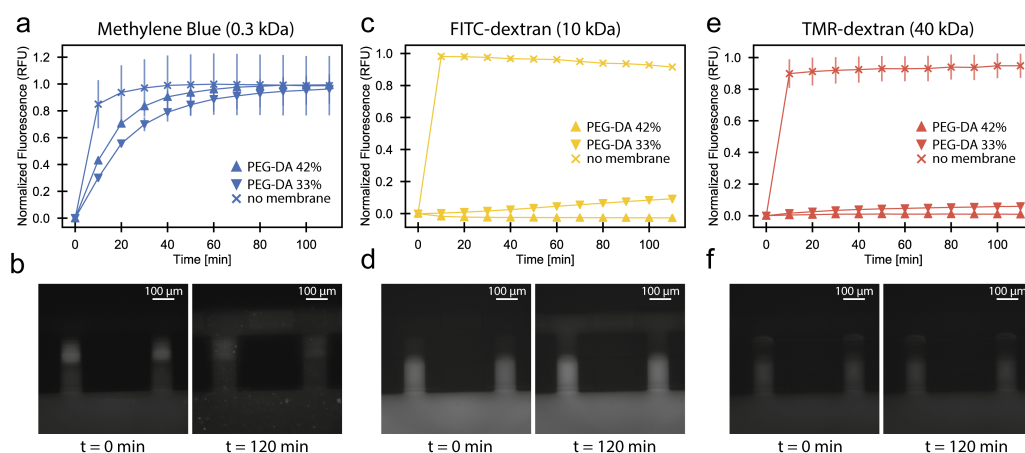 a
Methylene Blue (0.3 kDa)
Normalized Fluorescence (RFU)
1.2
1.0
0.8
0.6
0.4
0.2
0.0
PEG-DA 42%
PEG-DA 33%
no membrane
0
20
40
60
80
100
Time [min]
c
FITC-dextran (10 kDa)
Normalized Fluorescence (RFU)
1.0
0.8
0.6
0.4
0.2
0.0
PEG-DA 42%
PEG-DA 33%
no membrane
0
20
40
60
80
100
Time [min]
e
TMR-dextran (40 kDa)
Normalized Fluorescence (RFU)
1.0
0.8
0.6
0.4
0.2
0.0
PEG-DA 42%
PEG-DA 33%
no membrane
0
20
40
60
80
100
Time [min]
b
100 µm
100 µm
t = 0 min
t = 120 min
d
100 µm
100 µm
t = 0 min
t = 120 min
f
100 µm
100 µm
t = 0 min
t = 120 min